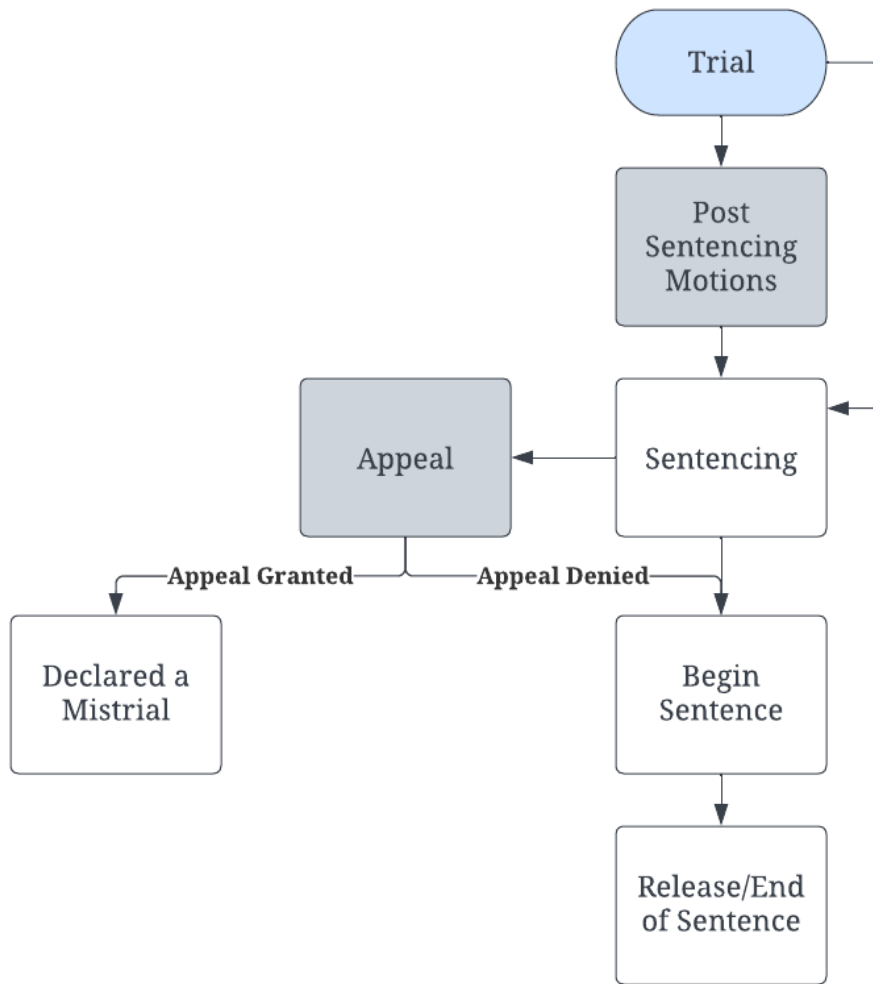 Trial
Post
Sentencing
Motions
Appeal
Sentencing
Appeal Granted
Appeal Denied
Declared a
Mistrial
Begin
Sentence
Release/End
of Sentence